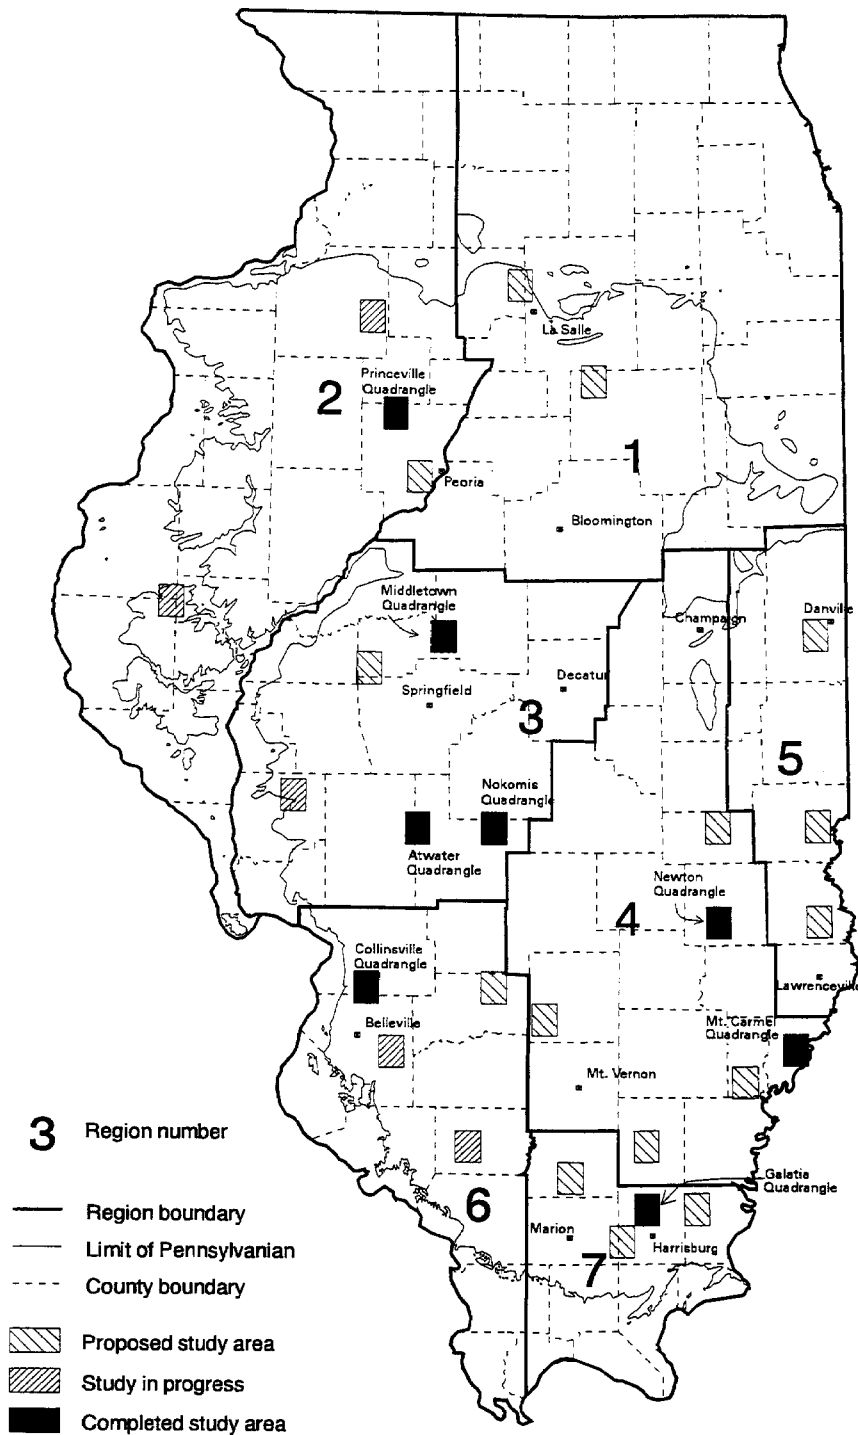 La Salle
Princeville
Quadrangle
2
1
Peoria
Bloomington
Middletown
Quadrangle
Champaign
Danville
Decatur
Springfield
3
5
Nokomis
Quadrangle
Atwater
Quadrangle
Newton
Quadrangle
4
Collinsville
Quadrangle
Lawrenceville
Belleville
Mt. Carmel
Quadrangle
Mt. Vernon
3 Region number
Galatia
Quadrangle
6
Region boundary
Marion
Harrisburg
Limit of Pennsylvanian
7
County boundary
Proposed study area
Study in progress
Completed study area